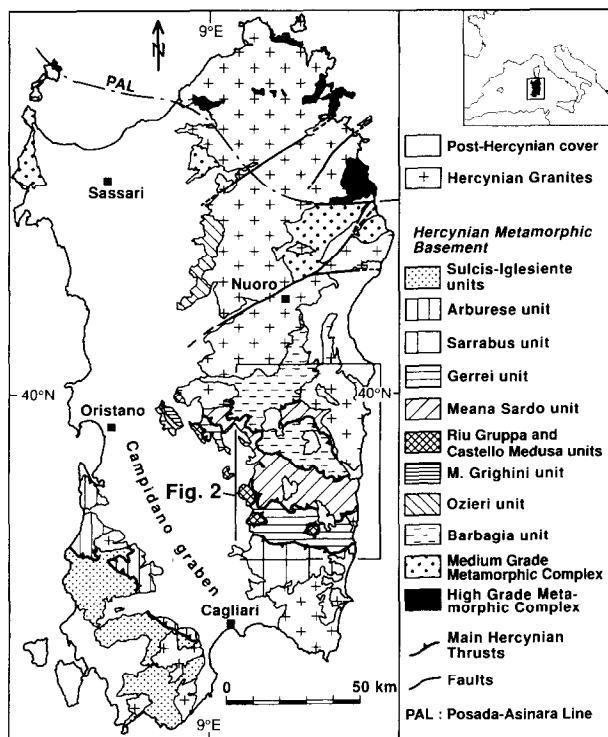 9°E
N
PAL
Sassari
Nuoro
40°N
40°N
Oristano
Campidano graben
Fig. 2
Cagliari
0
50 km
9°E
Post-Hercynian cover
Hercynian Granites
Hercynian Metamorphic
Basement
Sulcis-Iglesiente
units
Arburese unit
Sarrabus unit
Gerrei unit
Meana Sardo unit
Riu Gruppa and
Castello Medusa units
M. Grighini unit
Ozieri unit
Barbagia unit
Medium Grade
Metamorphic Complex
High Grade Meta-
morphic Complex
Main Hercynian
Thrusts
Faults
PAL : Posada-Asinara Line